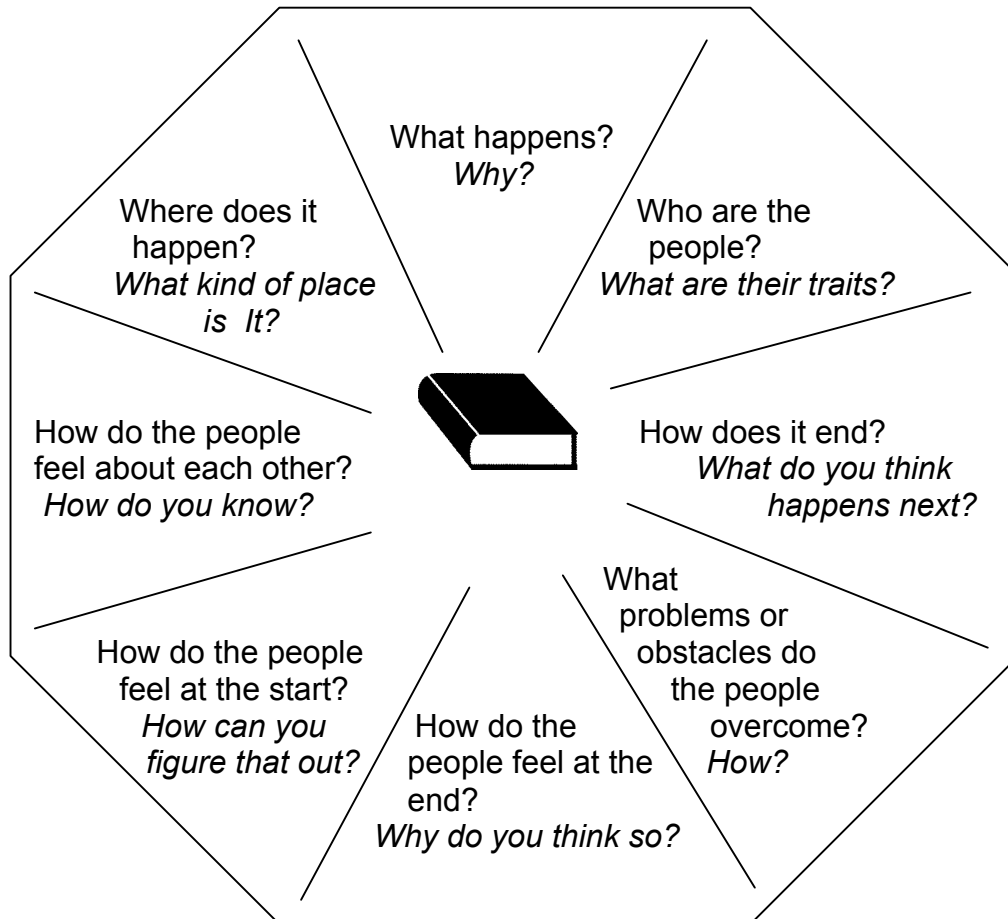 What happens?
Why?
Who are the
people?
What are their traits?
How does it end?
What do you think
happens next?
What
problems or
obstacles do
the people
overcome?
How?
How do the
people feel at the
end?
Why do you think so?
How do the people
feel at the start?
How can you
figure that out?
How do the people
feel about each other?
How do you know?
Where does it
happen?
What kind of place
is It?